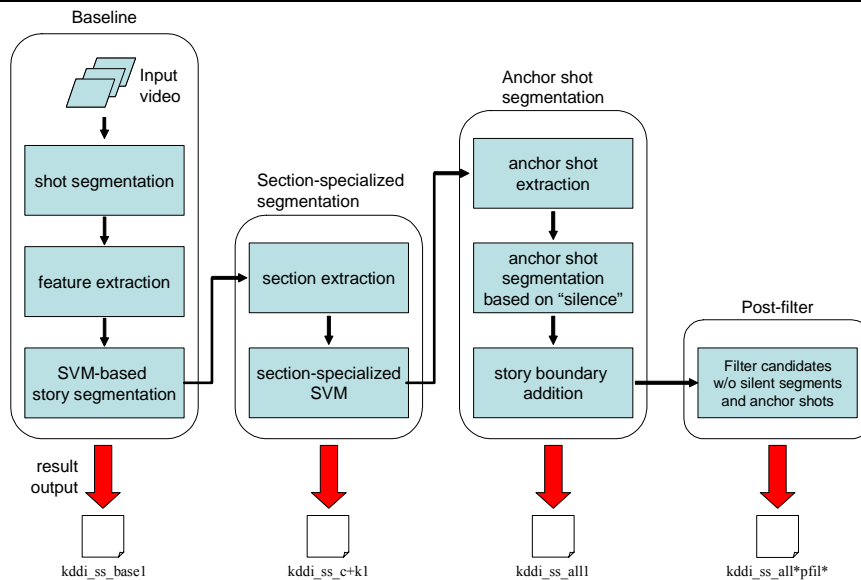 Baseline
Input
video
shot segmentation
feature extraction
SVM-based
story segmentation
Section-specialized
segmentation
section extraction
section-specialized
SVM
Anchor shot
segmentation
anchor shot
extraction
anchor shot
segmentation
based on “silence”
story boundary
addition
Post-filter
Filter candidates
w/o silent segments
and anchor shots
result
output
kddi_ss_base1
kddi_ss_c+k1
kddi_ss_all1
kddi_ss_all*pfil*